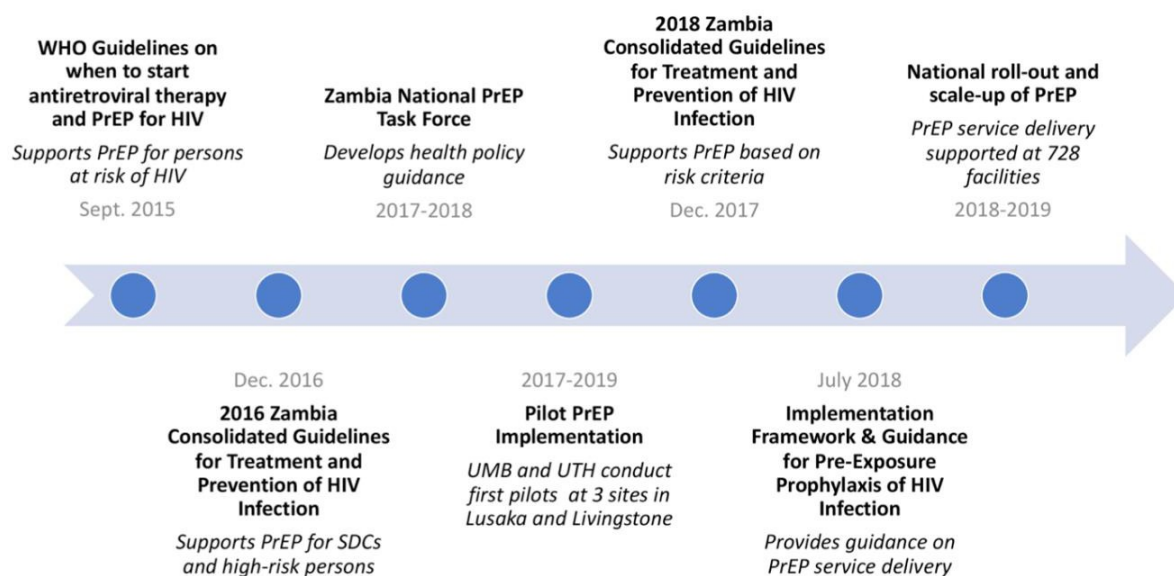 WHO Guidelines on
when to start
antiretroviral therapy
and PrEP for HIV
Supports PrEP for persons
at risk of HIV
Sept. 2015
Dec. 2016
2016 Zambia
Consolidated Guidelines
for Treatment and
Prevention of HIV
Infection
Supports PrEP for SDCs
and high-risk persons
Zambia National PrEP
Task Force
Develops health policy
guidance
2017-2018
2017-2019
Pilot PrEP
Implementation
UMB and UTH conduct
first pilots at 3 sites in
Lusaka and Livingstone
2018 Zambia
Consolidated Guidelines
for Treatment and
Prevention of HIV
Infection
Supports PrEP based on
risk criteria
Dec. 2017
July 2018
Implementation
Framework & Guidance
for Pre-Exposure
Prophylaxis of HIV
Infection
Provides guidance on
PrEP service delivery
National roll-out and
scale-up of PrEP
PrEP service delivery
supported at 728
facilities
2018-2019